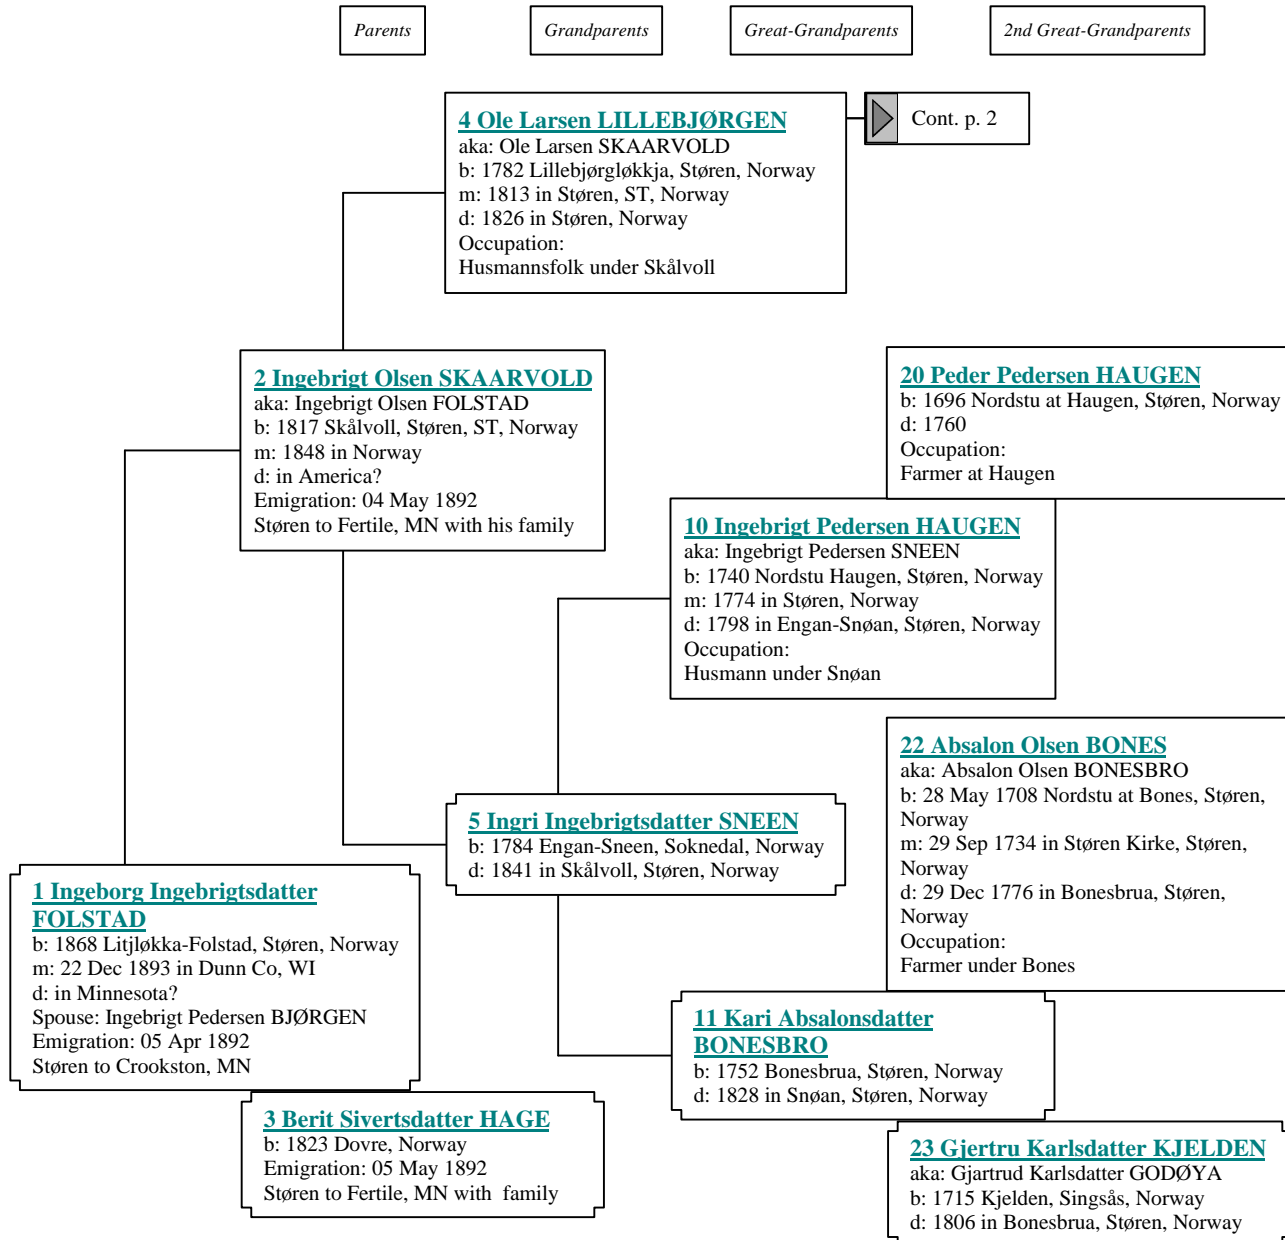 Parents
Grandparents
Great-Grandparents
2nd Great-Grandparents
4 Ole Larsen LILLEBJØRGEN
aka: Ole Larsen SKAARVOLD
b: 1782 Lillebjørgløkkja, Støren, Norway
m: 1813 in Støren, ST, Norway
d: 1826 in Støren, Norway
Occupation:
Husmannsfolk under Skålvoll
Cont. p. 2
2 Ingebrigt Olsen SKAARVOLD
aka: Ingebrigt Olsen FOLSTAD
b: 1817 Skålvoll, Støren, ST, Norway
m: 1848 in Norway
d: in America?
Emigration: 04 May 1892
Støren to Fertile, MN with his family
20 Peder Pedersen HAUGEN
b: 1696 Nordstu at Haugen, Støren, Norway
d: 1760
Occupation:
Farmer at Haugen
10 Ingebrigt Pedersen HAUGEN
aka: Ingebrigt Pedersen SNEEN
b: 1740 Nordstu Haugen, Støren, Norway
m: 1774 in Støren, Norway
d: 1798 in Engan-Snøan, Støren, Norway
Occupation:
Husmann under Snøan
22 Absalon Olsen BONES
aka: Absalon Olsen BONESBRO
b: 28 May 1708 Nordstu at Bones, Støren,
Norway
m: 29 Sep 1734 in Støren Kirke, Støren,
Norway
d: 29 Dec 1776 in Bonesbrua, Støren,
Norway
Occupation:
Farmer under Bones
5 Ingri Ingebrigtsdatter SNEEN
b: 1784 Engan-Sneen, Soknedal, Norway
d: 1841 in Skålvoll, Støren, Norway
1 Ingeborg Ingebrigtsdatter
FOLSTAD
b: 1868 Litjløkka-Folstad, Støren, Norway
m: 22 Dec 1893 in Dunn Co, WI
d: in Minnesota?
Spouse: Ingebrigt Pedersen BJØRGEN
Emigration: 05 Apr 1892
Støren to Crookston, MN
11 Kari Absalonsdatter
BONESBRO
b: 1752 Bonesbrua, Støren, Norway
d: 1828 in Snøan, Støren, Norway
3 Berit Sivertsdatter HAGE
b: 1823 Dovre, Norway
Emigration: 05 May 1892
Støren to Fertile, MN with  family
23 Gjertru Karlsdatter KJELDEN
aka: Gjartrud Karlsdatter GODØYA
b: 1715 Kjelden, Singsås, Norway
d: 1806 in Bonesbrua, Støren, Norway